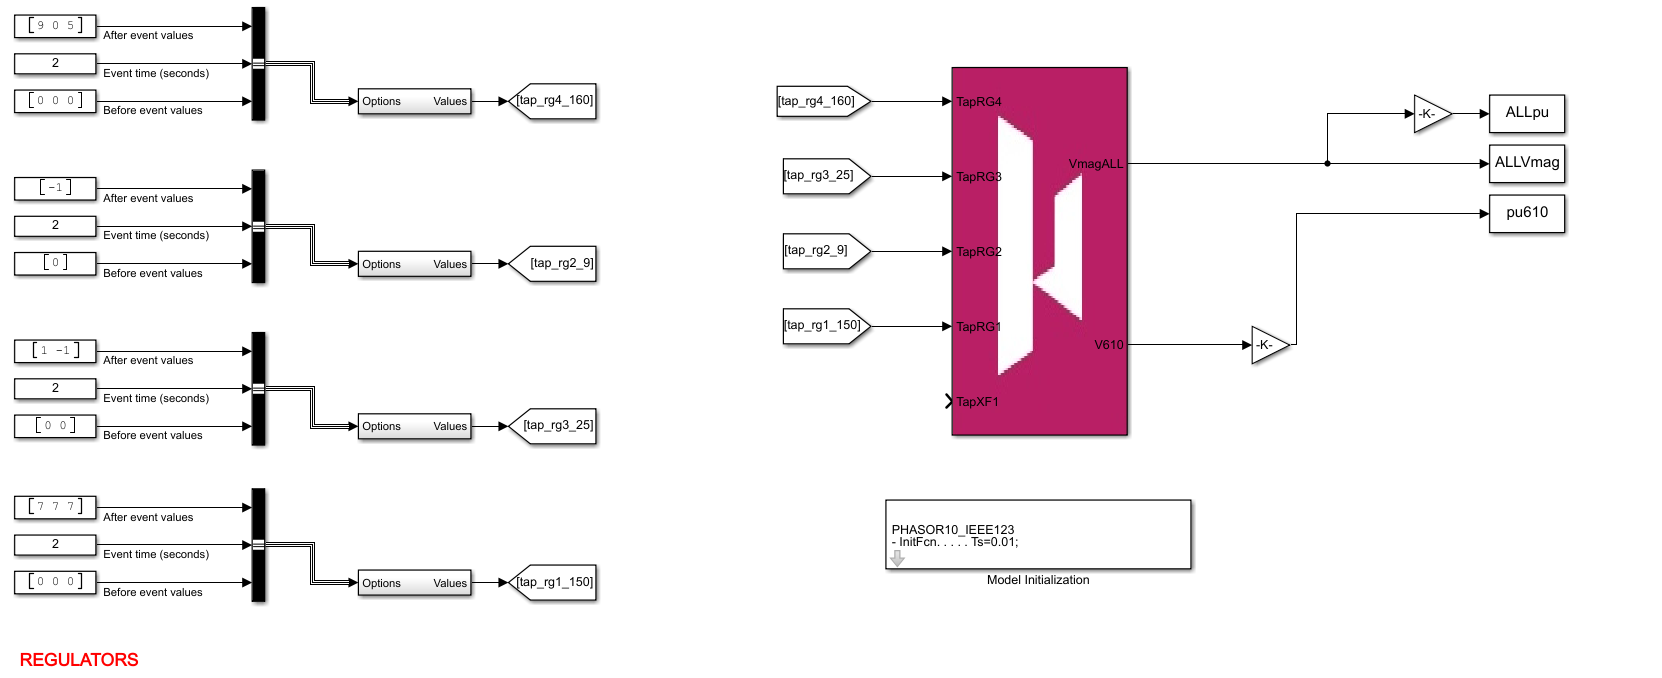 [9 0 5]
After event values
2
Event time (seconds)
[0 0 0]
Before event values
Options
Values
[tap_rg4_160]
[-1]
After event values
2
Event time (seconds)
[0]
Before event values
Options
Values
[tap_rg2_9]
[1 -1]
After event values
2
Event time (seconds)
[0 0]
Before event values
Options
Values
[tap_rg3_25]
[7 7 7]
After event values
2
Event time (seconds)
[0 0 0]
Before event values
Options
Values
[tap_rg1_150]
REGULATORS
[tap_rg4_160]
[tap_rg3_25]
[tap_rg2_9]
[tap_rg1_150]
TapRG4
TapRG3
TapRG2
TapRG1
TapXF1
VmagALL
V610
-K-
ALLpu
ALLVmag
pu610
-K-
PHASOR10_IEEE123
- InitFcn. . . . . Ts=0.01;
Model Initialization